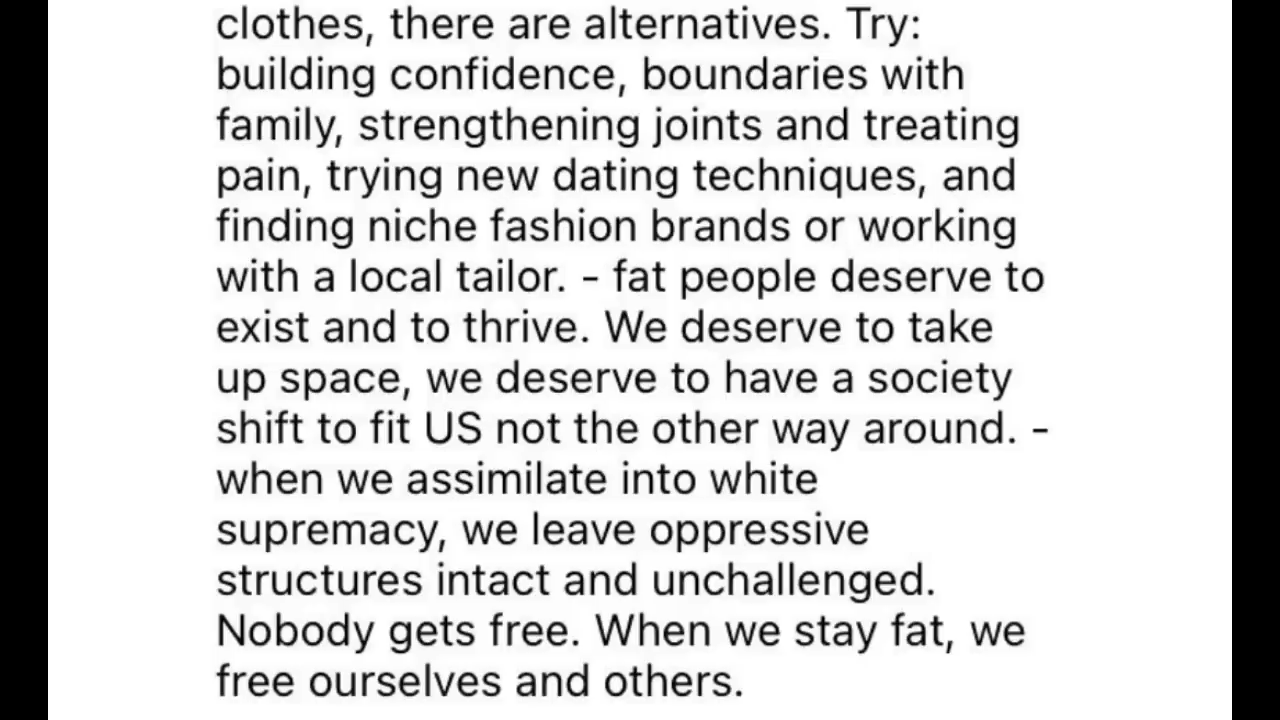 clothes, there are alternatives. Try:
building confidence, boundaries with
family, strengthening joints and treating
pain, trying new dating techniques, and
finding niche fashion brands or working
with a local tailor. - fat people deserve to
exist and to thrive. We deserve to take
up space, we deserve to have a society
shift to fit US not the other way around. -
when we assimilate into white
supremacy, we leave oppressive
structures intact and unchallenged.
Nobody gets free. When we stay fat, we
free ourselves and others.